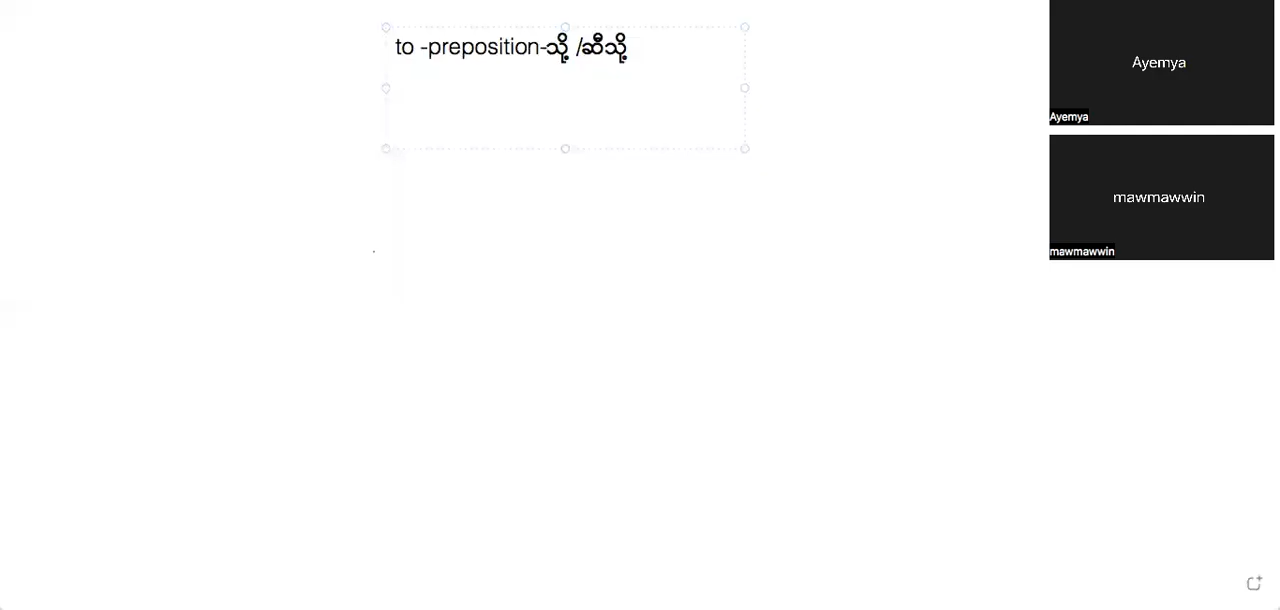 to -preposition-သို့ /ဆီသို့
Ayemya
Ayemya
mawmawwin
mawmawwin